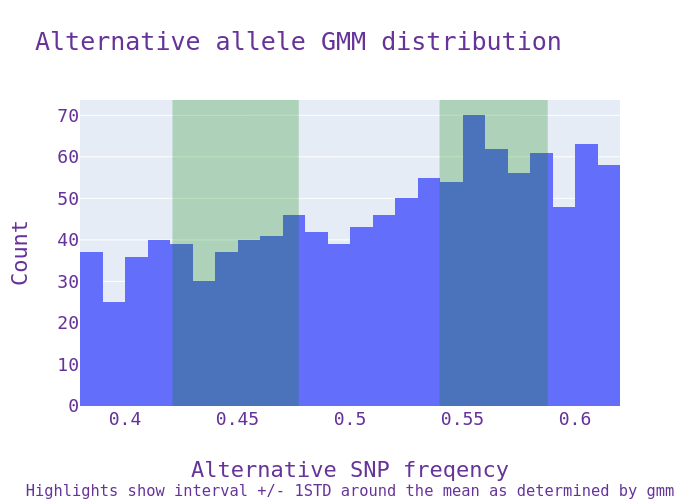 Alternative allele GMM distribution
70
60
50
40
30
20
10
0
Count
0.4 0.45 0.5 0.55 0.6
Alternative SNP freqency
Highlights show interval +/- 1STD around the mean as determined by gmm